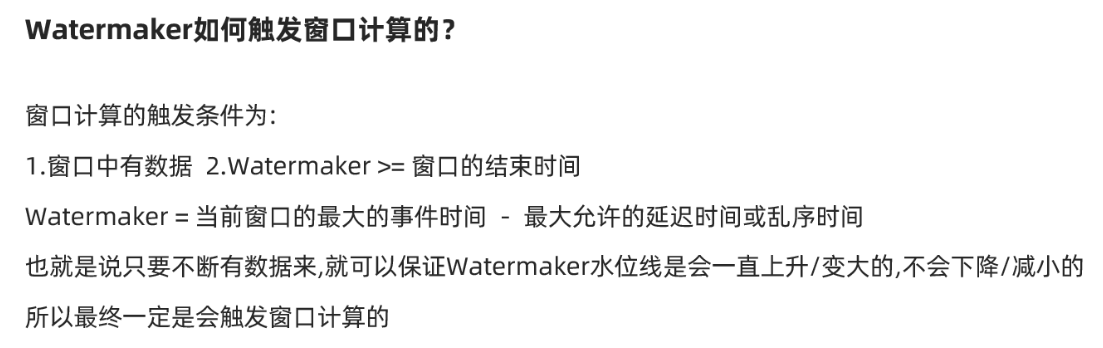 Watermaker如何触发窗口计算的?
窗口计算的触发条件为:
1.窗口中有数据 2.Watermaker >= 窗口的结束时间
Watermaker = 当前窗口的最大的事件时间 - 最大允许的延迟时间或乱序时间
也就是说只要不断有数据来,就可以保证Watermaker水位线是会一直上升/变大的,不会下降/减小的
所以最终一定是会触发窗口计算的